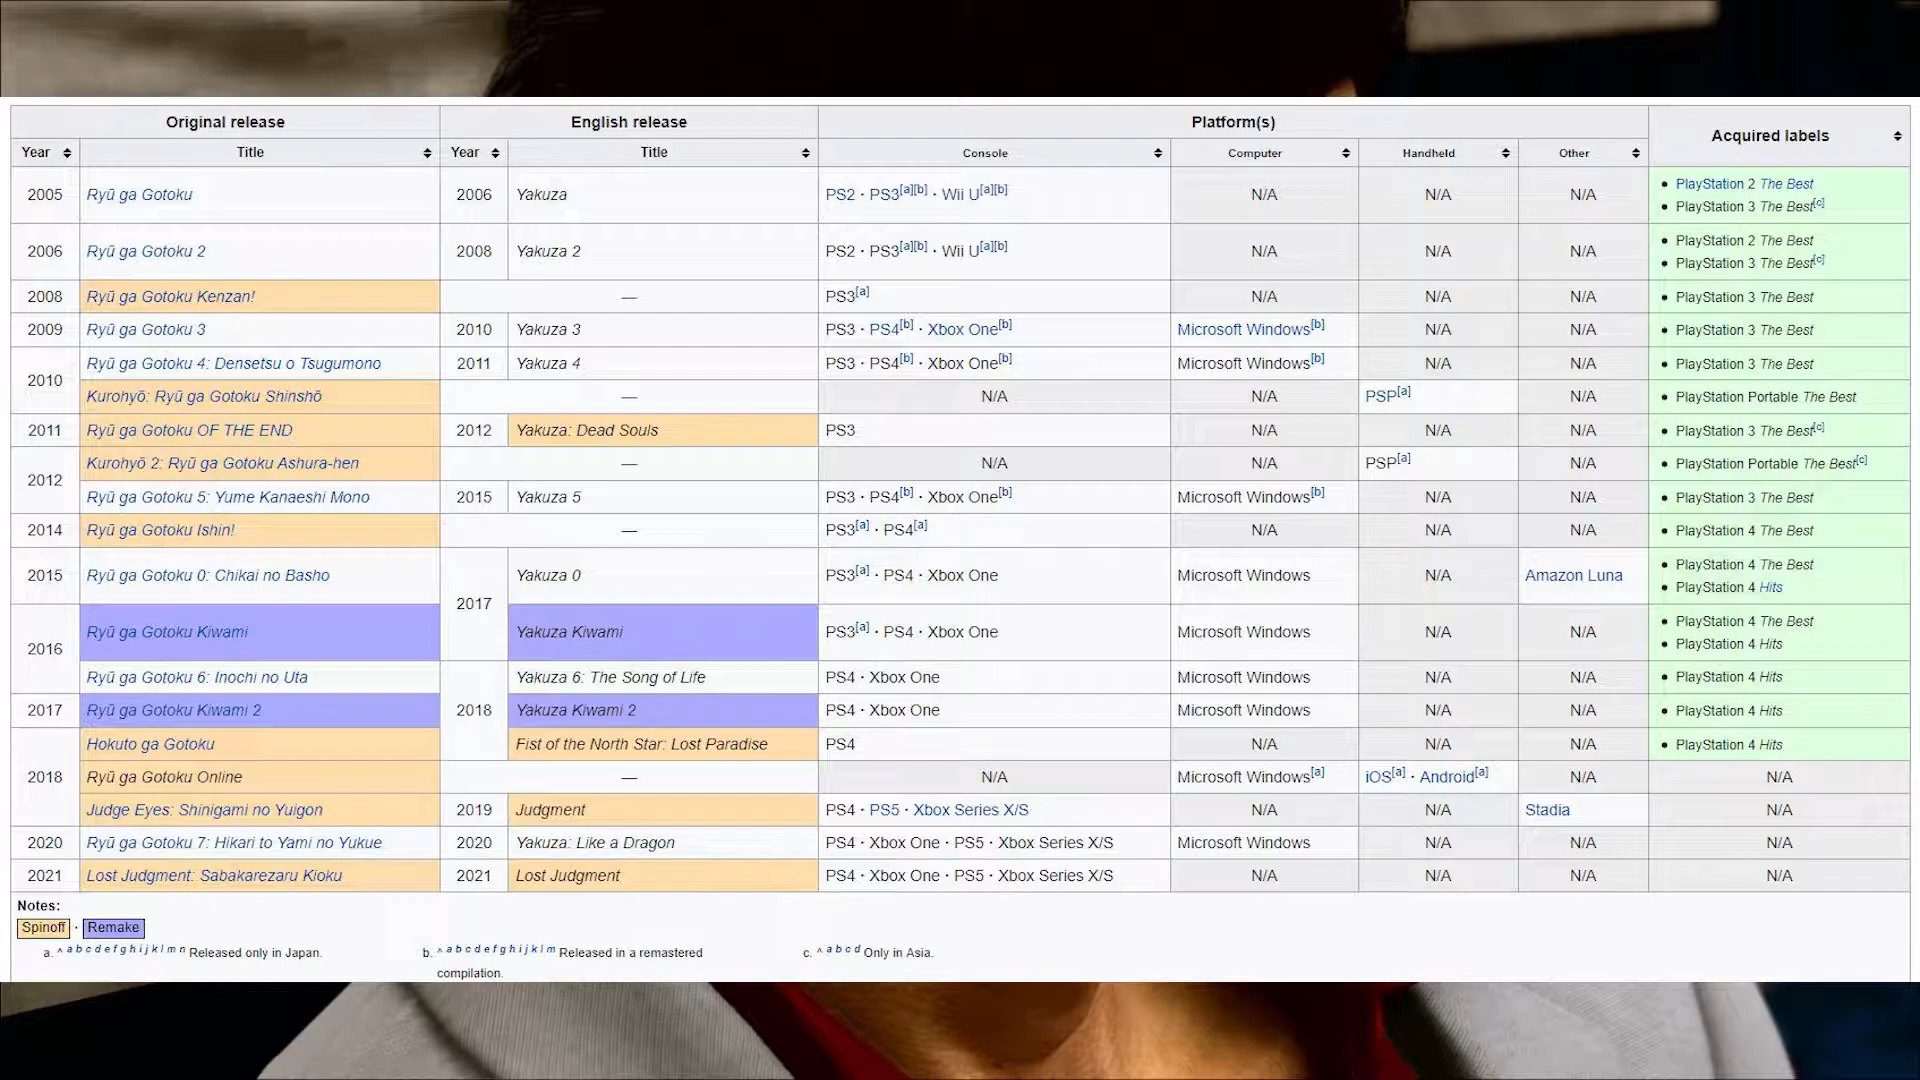 Original release English release Platform(s) Acquired labels
Year Title Year Title Console Computer Handheld Other
2005 Ryū ga Gotoku 2006 Yakuza PS2 · PS3[a][b] · Wii U[a][b] N/A N/A N/A • PlayStation 2 The Best
• PlayStation 3 The Best[c]
2006 Ryū ga Gotoku 2 2008 Yakuza 2 PS2 · PS3[a][b] · Wii U[a][b] N/A N/A N/A • PlayStation 2 The Best
• PlayStation 3 The Best[c]
2008 Ryū ga Gotoku Kenzan! — PS3[a] N/A N/A N/A • PlayStation 3 The Best
2009 Ryū ga Gotoku 3 2010 Yakuza 3 PS3 · PS4[b] · Xbox One[b] Microsoft Windows[b] N/A N/A • PlayStation 3 The Best
2010 Ryū ga Gotoku 4: Densetsu o Tsugumono 2011 Yakuza 4 PS3 · PS4[b] · Xbox One[b] Microsoft Windows[b] N/A N/A • PlayStation 3 The Best
Kurohyō: Ryū ga Gotoku Shinshō — N/A N/A PSP[a] N/A • PlayStation Portable The Best
2011 Ryū ga Gotoku OF THE END 2012 Yakuza: Dead Souls PS3 N/A N/A N/A • PlayStation 3 The Best[c]
2012 Kurohyō 2: Ryū ga Gotoku Ashura-hen — N/A N/A PSP[a] N/A • PlayStation Portable The Best[c]
Ryū ga Gotoku 5: Yume Kanaeshi Mono 2015 Yakuza 5 PS3 · PS4[b] · Xbox One[b] Microsoft Windows[b] N/A N/A • PlayStation 3 The Best
2014 Ryū ga Gotoku Ishin! — PS3[a] · PS4[a] N/A N/A N/A • PlayStation 4 The Best
2015 Ryū ga Gotoku 0: Chikai no Basho 2017 Yakuza 0 PS3[a] · PS4 · Xbox One Microsoft Windows N/A Amazon Luna • PlayStation 4 The Best
• PlayStation 4 Hits
2016 Ryū ga Gotoku Kiwami Yakuza Kiwami PS3[a] · PS4 · Xbox One Microsoft Windows N/A N/A • PlayStation 4 The Best
• PlayStation 4 Hits
Ryū ga Gotoku 6: Inochi no Uta 2018 Yakuza 6: The Song of Life PS4 · Xbox One Microsoft Windows N/A N/A • PlayStation 4 Hits
2017 Ryū ga Gotoku Kiwami 2 Yakuza Kiwami 2 PS4 · Xbox One Microsoft Windows N/A N/A • PlayStation 4 Hits
2018 Hokuto ga Gotoku Fist of the North Star: Lost Paradise PS4 N/A N/A N/A • PlayStation 4 Hits
Ryū ga Gotoku Online — N/A Microsoft Windows[a] iOS[a] · Android[a] N/A N/A
Judge Eyes: Shinigami no Yuigon 2019 Judgment PS4 · PS5 · Xbox Series X/S N/A N/A Stadia N/A
2020 Ryū ga Gotoku 7: Hikari to Yami no Yukue 2020 Yakuza: Like a Dragon PS4 · Xbox One · PS5 · Xbox Series X/S Microsoft Windows N/A N/A N/A
2021 Lost Judgment: Sabakarezaru Kioku 2021 Lost Judgment PS4 · Xbox One · PS5 · Xbox Series X/S N/A N/A N/A N/A
Notes:
Spinoff · Remake
a. ^ a b c d e f g h i j k l m n Released only in Japan. b. ^ a b c d e f g h i j k l m Released in a remastered c. ^ a b c d Only in Asia.
compilation.